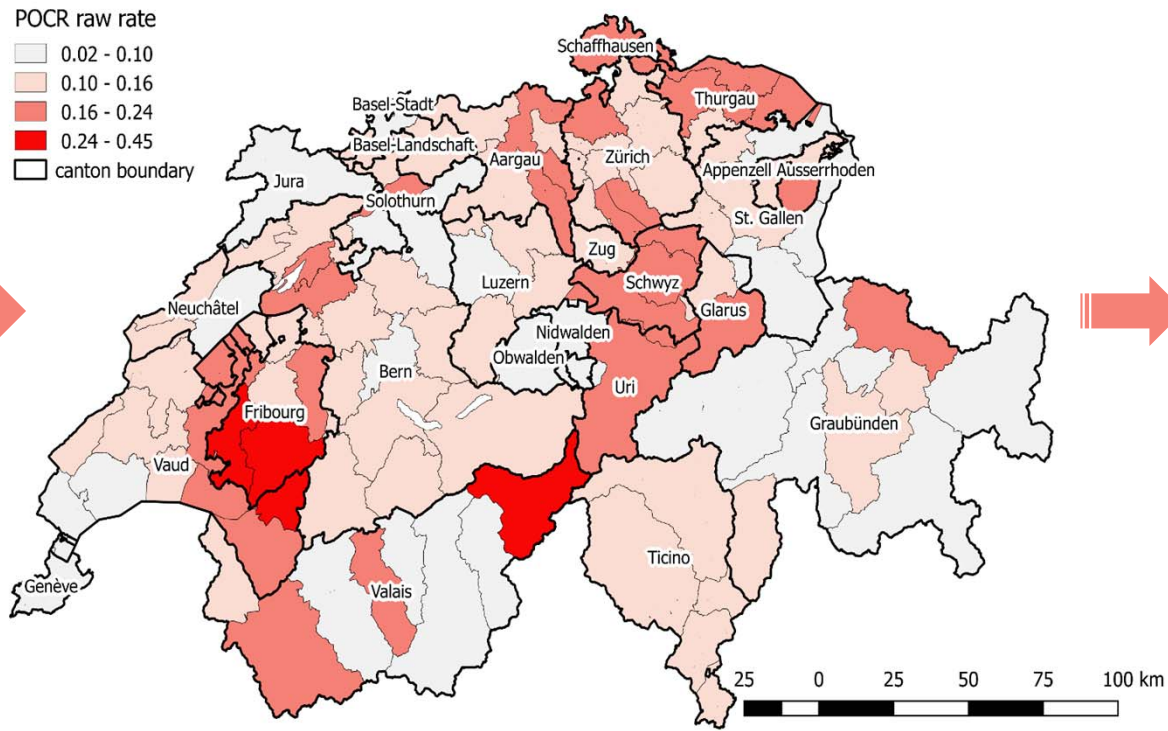 POCR raw rate
0.02 - 0.10
0.10 - 0.16
0.16 - 0.24
0.24 - 0.45
canton boundary
Schaffhausen
Basel-Stadt
Thurgau
Basel-Landschaft
Aargau
Zürich
Appenzell Ausserrhoden
Jura
Solothurn
St. Gallen
Zug
Luzern
Schwyz
Neuchâtel
Glarus
Nidwalden
Obwalden
Bern
Uri
Fribourg
Graubünden
Vaud
Ticino
Genève
Valais
25 0 25 50 75 100 km